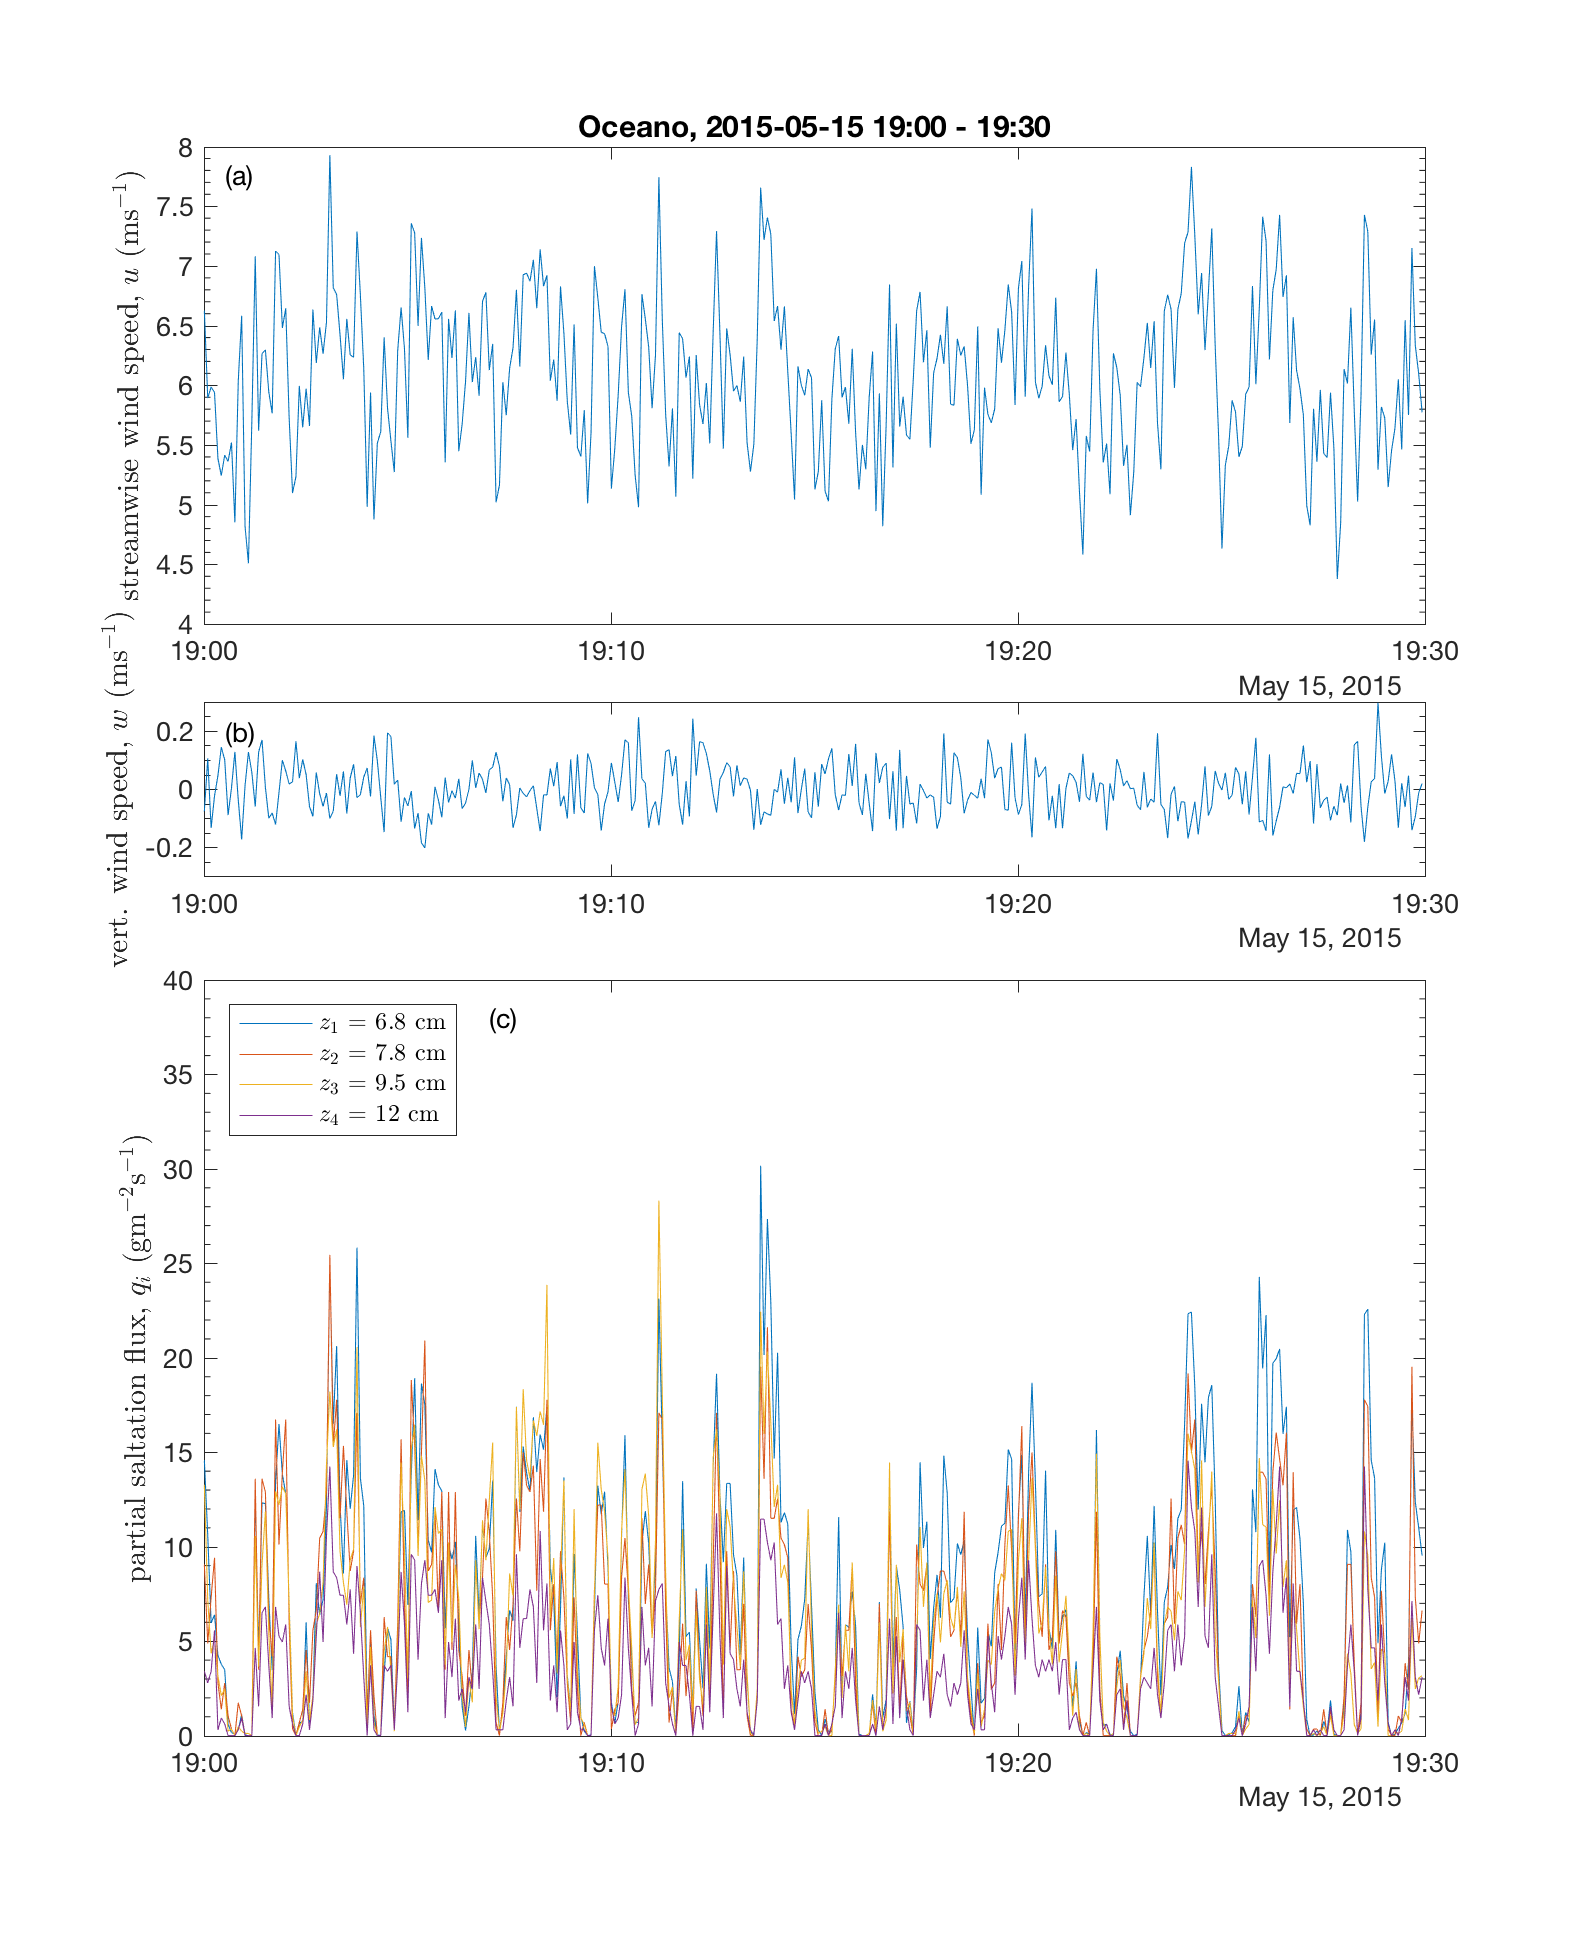 Oceano, 2015-05-15 19:00 - 19:30
(a)
streamwise wind speed, u (ms⁻¹)
8
7.5
7
6.5
6
5.5
5
4.5
4
19:00 19:10 19:20 19:30
May 15, 2015
(b)
vert. wind speed, w (ms⁻¹)
0.2
0
-0.2
19:00 19:10 19:20 19:30
May 15, 2015
(c)
z₁ = 6.8 cm
z₂ = 7.8 cm
z₃ = 9.5 cm
z₄ = 12 cm
partial saltation flux, qᵢ (gm⁻²s⁻¹)
40
35
30
25
20
15
10
5
0
19:00 19:10 19:20 19:30
May 15, 2015